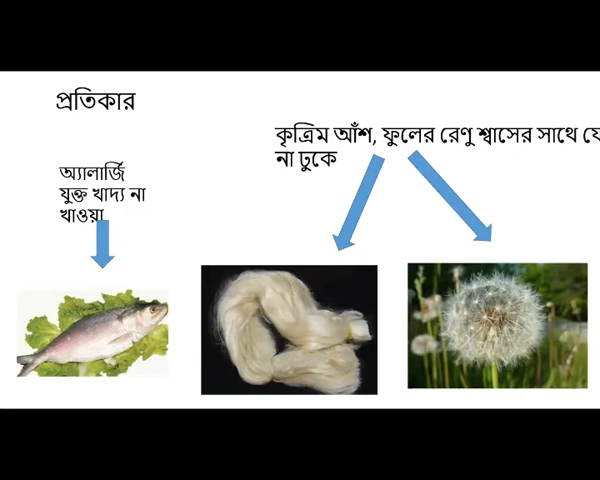 প্রতিকার
কৃত্রিম আঁশ, ফুলের রেণু শ্বাসের সাথে যে
না ঢুকে
অ্যালার্জি
যুক্ত খাদ্য না
খাওয়া